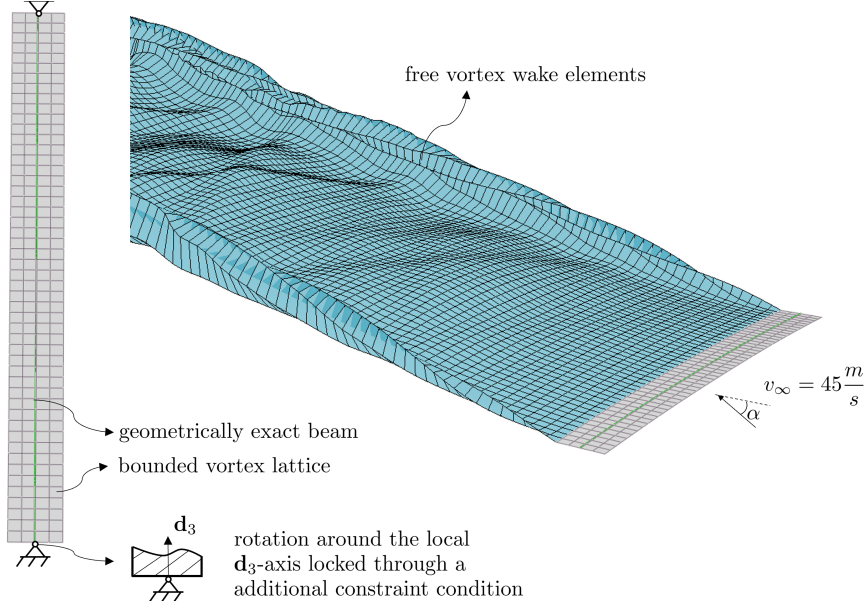 free vortex wake elements
v∞ = 45 m/s
α
geometrically exact beam
bounded vortex lattice
d₃
rotation around the local
d₃-axis locked through a
additional constraint condition